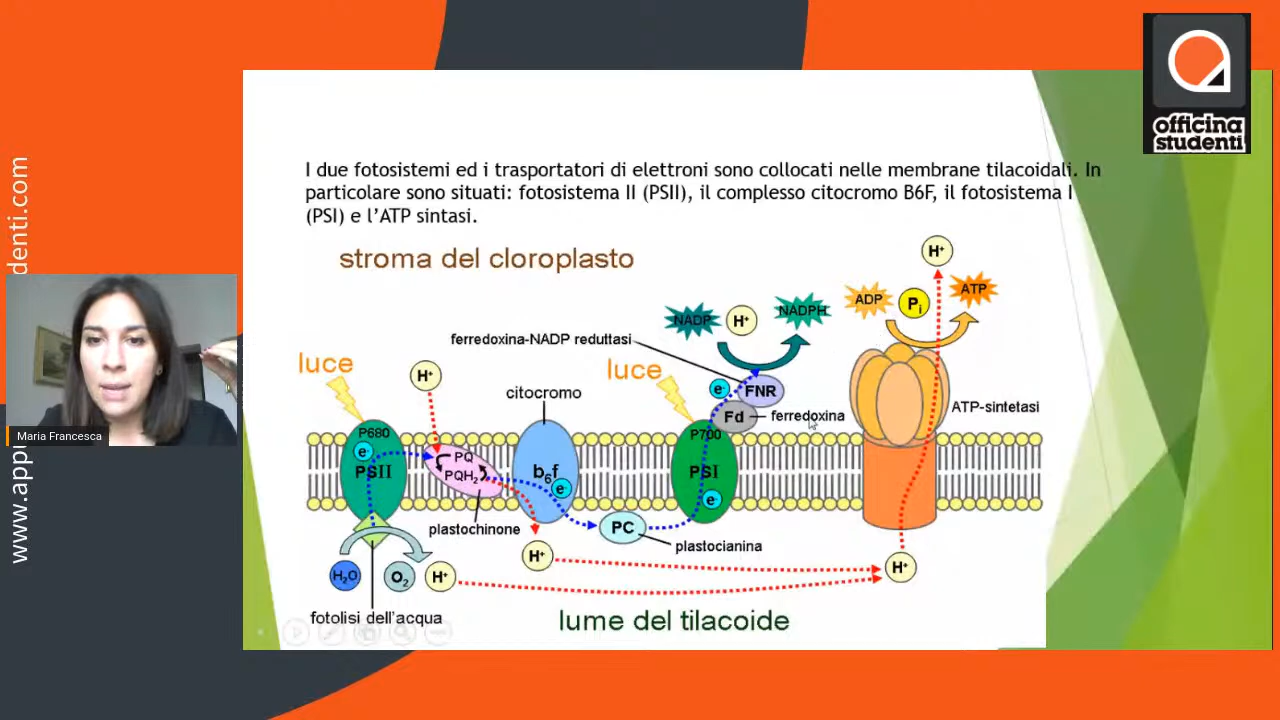 officina
studenti
I due fotosistemi ed i trasportatori di elettroni sono collocati nelle membrane tilacoidali. In
particolare sono situati: fotosistema II (PSII), il complesso citocromo B6F, il fotosistema I
(PSI) e l'ATP sintasi.
stroma del cloroplasto
H+
NADP
H+
NADPH
ADP
Pi
ATP
ferredoxina-NADP reduttasi
luce
H+
citocromo
luce
e-
FNR
Fd
ferredoxina
ATP-sintetasi
P680
e-
PSII
PQ
PQH2
b6f
e-
P700
PSI
e-
plastochinone
PC
plastocianina
H2O
O2
H+
H+
H+
fotolisi dell'acqua
lume del tilacoide
Maria Francesca
www.app
denti.com